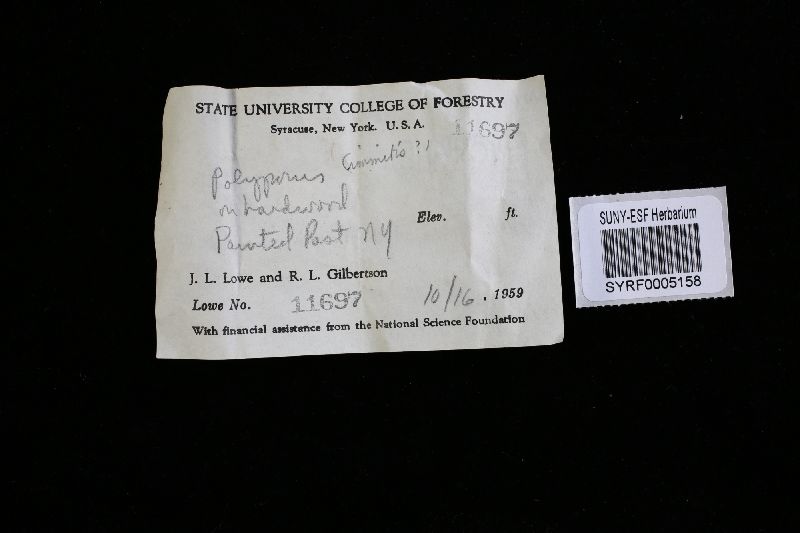 STATE UNIVERSITY COLLEGE OF FORESTRY
Syracuse, New York. U. S. A.
11697
Polyporus
on hardwood
Elev. ft.
Painted Post NY
J. L. Lowe and R. L. Gilbertson
Lowe No. 11697 10/16, 1959
With financial assistance from the National Science Foundation
SUNY-ESF Herbarium
SYRF0005158